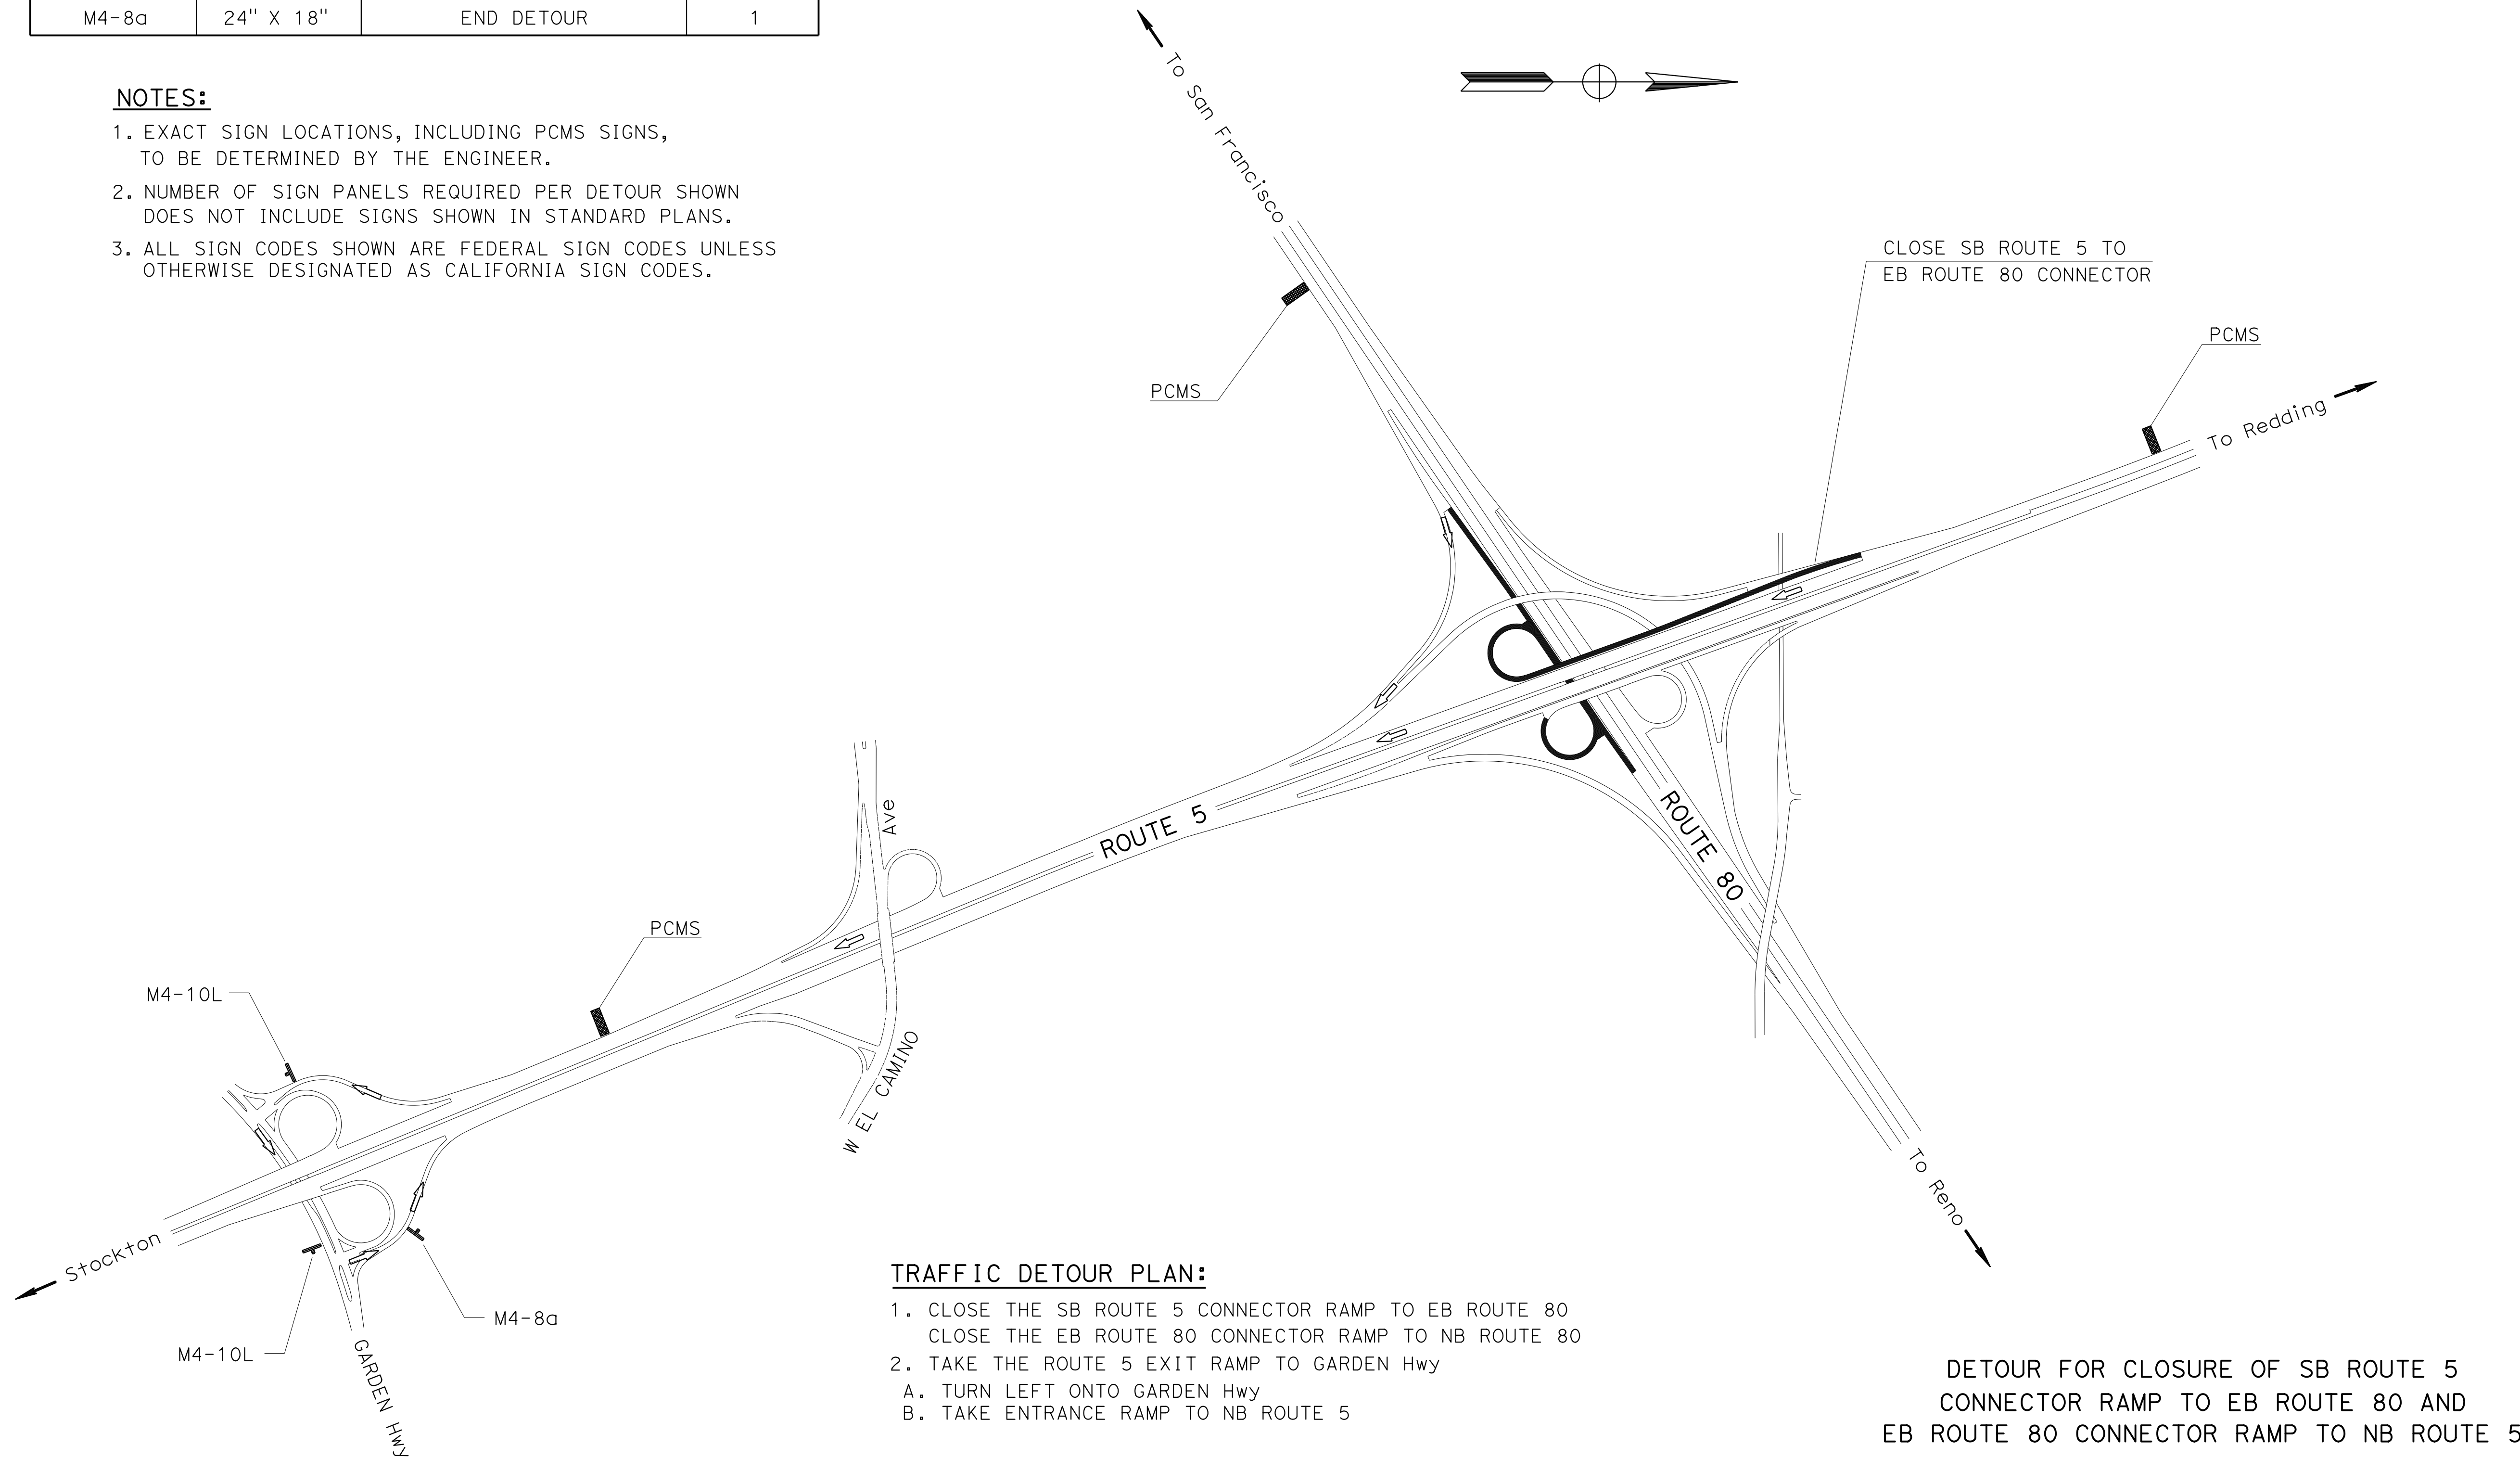 M4-8a 24" X 18" END DETOUR 1
NOTES:
1. EXACT SIGN LOCATIONS, INCLUDING PCMS SIGNS,
TO BE DETERMINED BY THE ENGINEER.
2. NUMBER OF SIGN PANELS REQUIRED PER DETOUR SHOWN
DOES NOT INCLUDE SIGNS SHOWN IN STANDARD PLANS.
3. ALL SIGN CODES SHOWN ARE FEDERAL SIGN CODES UNLESS
OTHERWISE DESIGNATED AS CALIFORNIA SIGN CODES.
To San Francisco
CLOSE SB ROUTE 5 TO
EB ROUTE 80 CONNECTOR
PCMS
PCMS
To Redding
ROUTE 5
ROUTE 80
Ave
W EL CAMINO
PCMS
M4-10L
To Reno
Stockton
M4-8a
M4-10L
GARDEN Hwy
TRAFFIC DETOUR PLAN:
1. CLOSE THE SB ROUTE 5 CONNECTOR RAMP TO EB ROUTE 80
CLOSE THE EB ROUTE 80 CONNECTOR RAMP TO NB ROUTE 80
2. TAKE THE ROUTE 5 EXIT RAMP TO GARDEN Hwy
A. TURN LEFT ONTO GARDEN Hwy
B. TAKE ENTRANCE RAMP TO NB ROUTE 5
DETOUR FOR CLOSURE OF SB ROUTE 5
CONNECTOR RAMP TO EB ROUTE 80 AND
EB ROUTE 80 CONNECTOR RAMP TO NB ROUTE 5